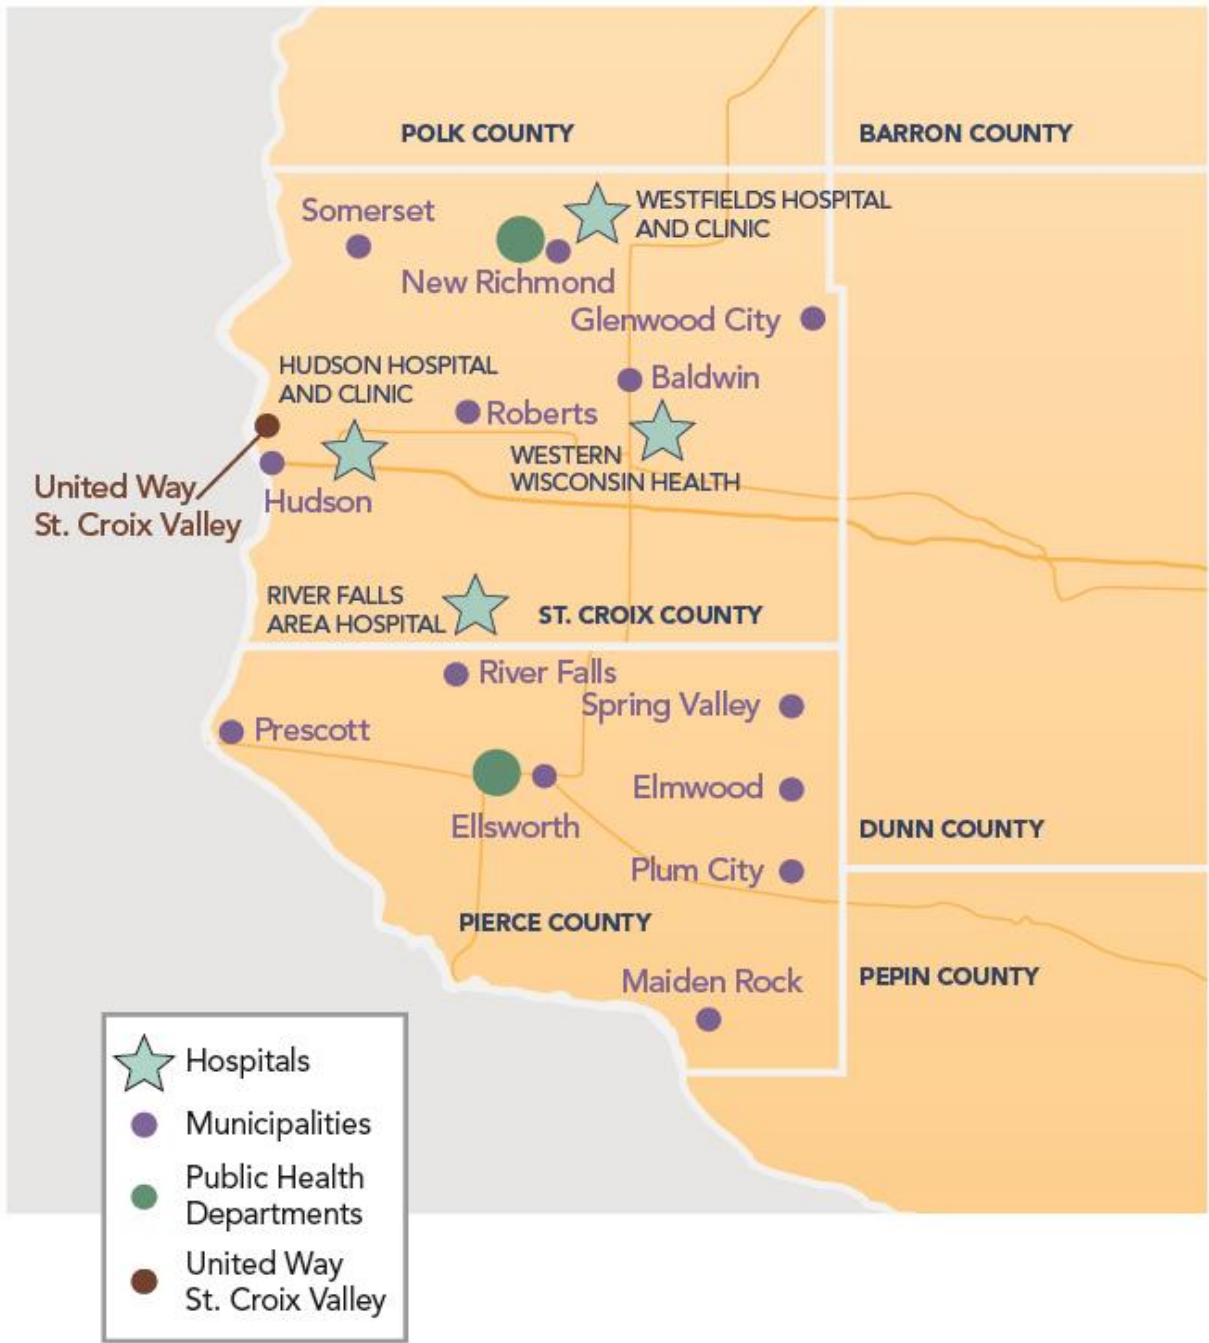 POLK COUNTY
BARRON COUNTY
WESTFIELDS HOSPITAL
AND CLINIC
Somerset
New Richmond
Glenwood City
HUDSON HOSPITAL
AND CLINIC
Baldwin
Roberts
WESTERN
WISCONSIN HEALTH
United Way
St. Croix Valley
Hudson
RIVER FALLS
AREA HOSPITAL
ST. CROIX COUNTY
River Falls
Spring Valley
Prescott
Elmwood
Ellsworth
DUNN COUNTY
Plum City
PIERCE COUNTY
Maiden Rock
PEPIN COUNTY
Hospitals
Municipalities
Public Health
Departments
United Way
St. Croix Valley